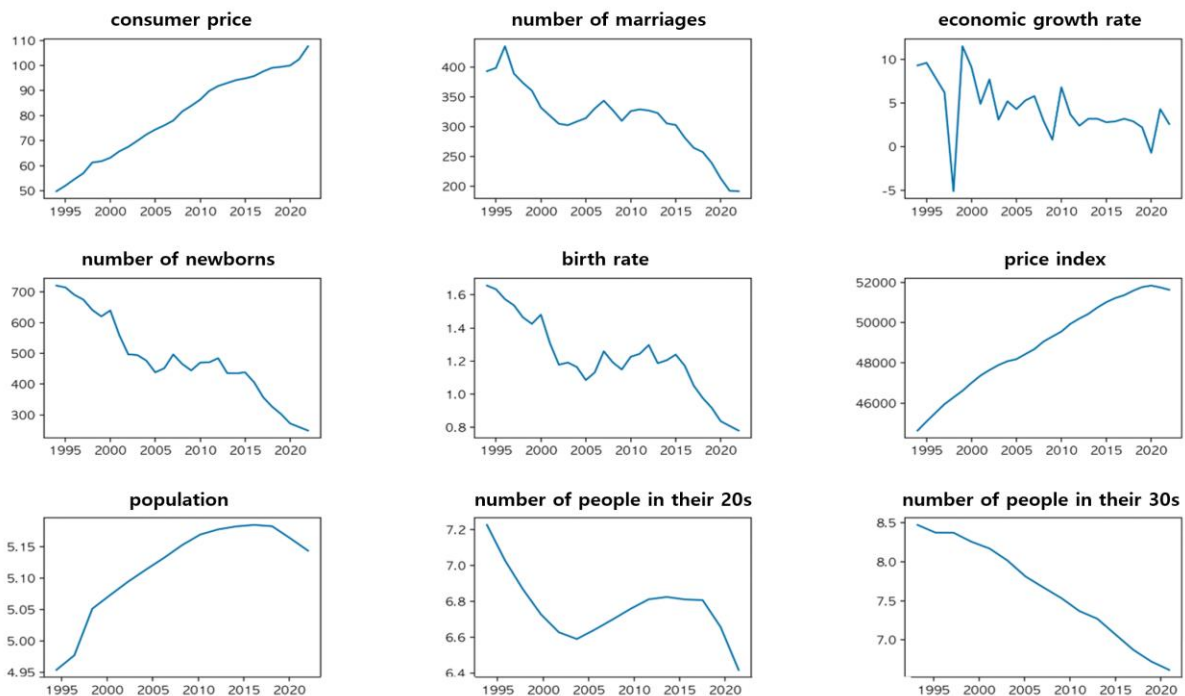 consumer price
number of marriages
economic growth rate
110
100
90
80
70
60
50
1995 2000 2005 2010 2015 2020
400
350
300
250
200
1995 2000 2005 2010 2015 2020
10
5
0
-5
1995 2000 2005 2010 2015 2020
number of newborns
birth rate
price index
700
600
500
400
300
1995 2000 2005 2010 2015 2020
1.6
1.4
1.2
1.0
0.8
1995 2000 2005 2010 2015 2020
52000
50000
48000
46000
1995 2000 2005 2010 2015 2020
population
number of people in their 20s
number of people in their 30s
5.15
5.10
5.05
5.00
4.95
1995 2000 2005 2010 2015 2020
7.2
7.0
6.8
6.6
6.4
1995 2000 2005 2010 2015 2020
8.5
8.0
7.5
7.0
1995 2000 2005 2010 2015 2020